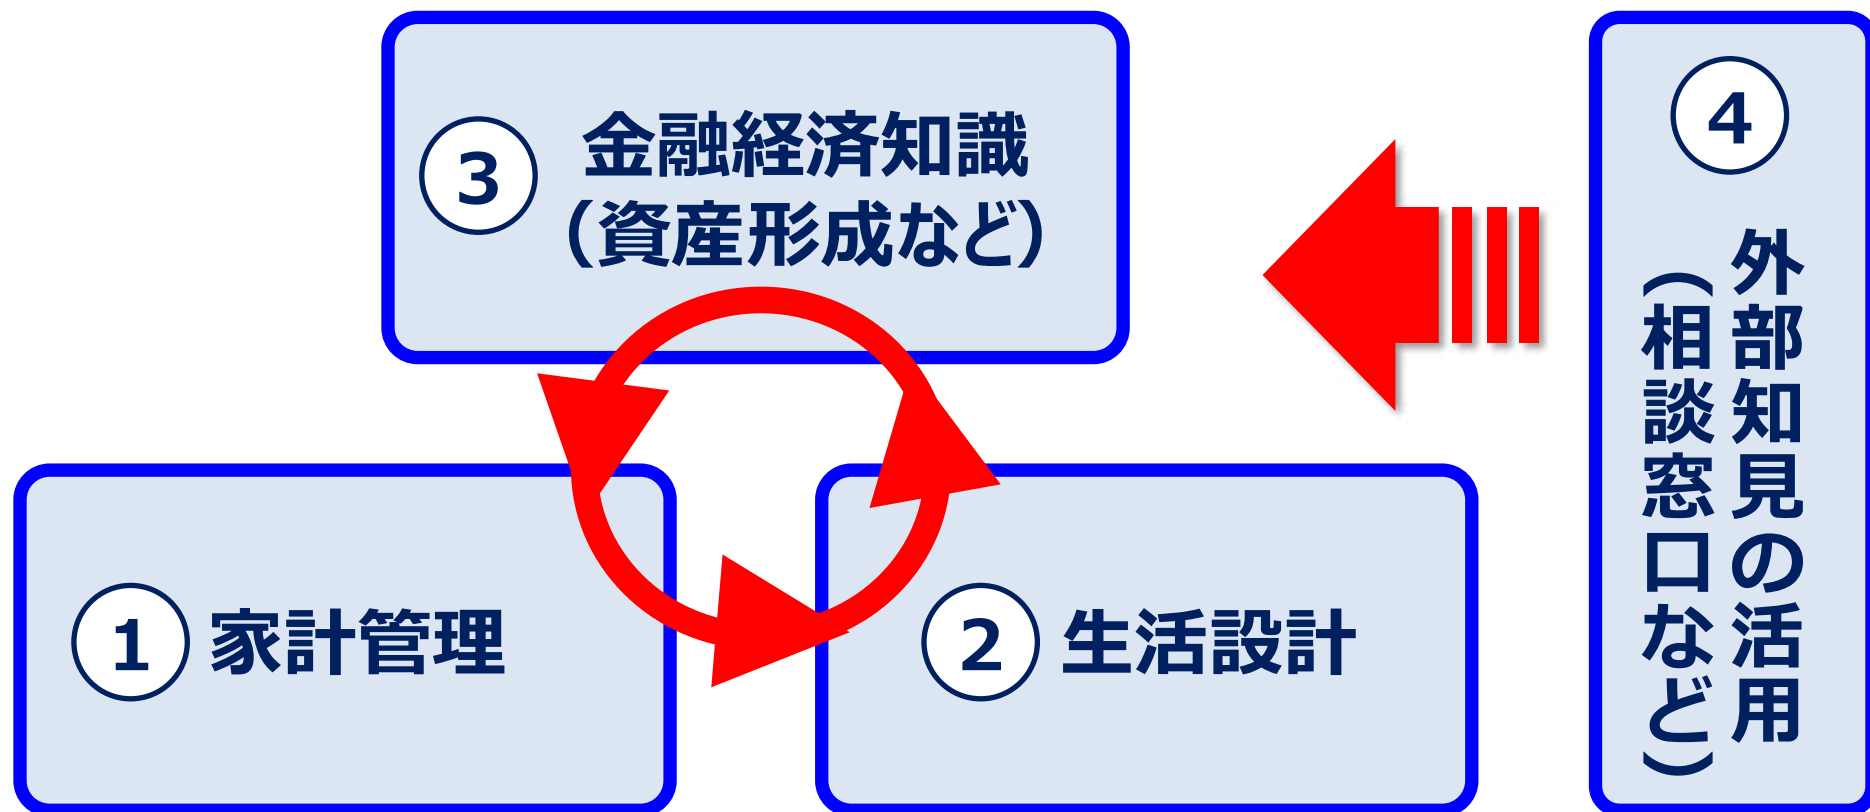 ③ 金融経済知識
（資産形成など）
① 家計管理
② 生活設計
④
外部知見の活用
（相談窓口など）